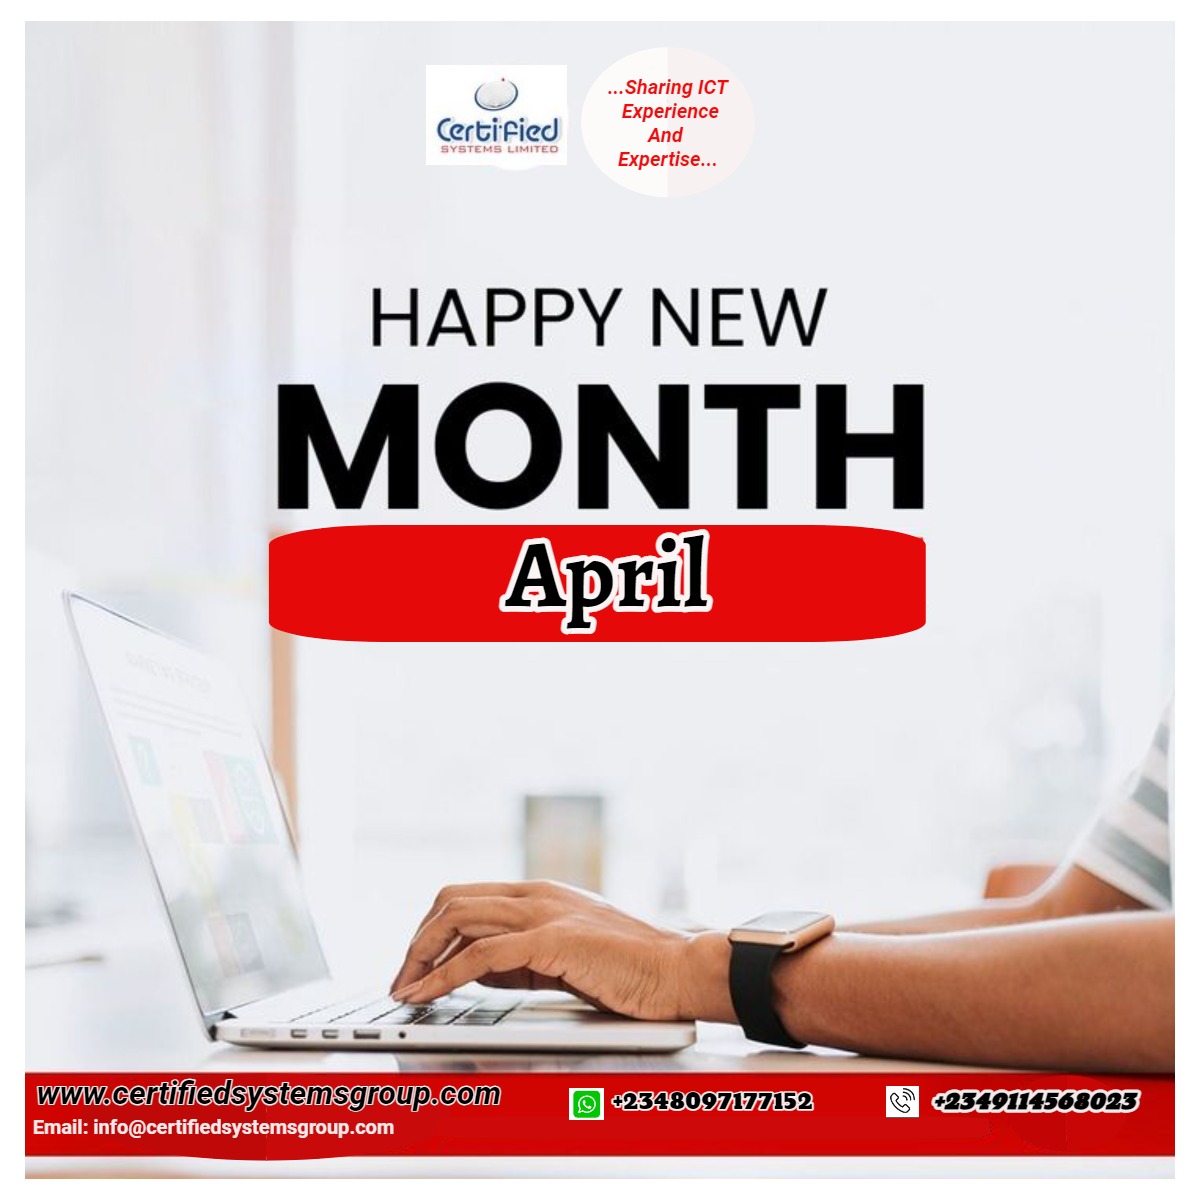 Certified
SYSTEMS LIMITED
...Sharing ICT
Experience
And
Expertise...
HAPPY NEW
MONTH
April
www.certifiedsystemsgroup.com
Email: info@certifiedsystemsgroup.com
+2348097177152
+2349114568023